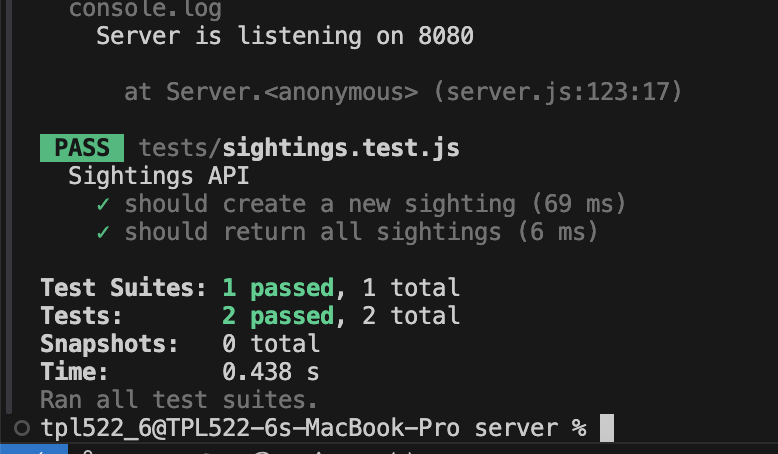 console.log
Server is listening on 8080
at Server.<anonymous> (server.js:123:17)
PASS tests/sightings.test.js
Sightings API
✓ should create a new sighting (69 ms)
✓ should return all sightings (6 ms)
Test Suites: 1 passed, 1 total
Tests: 2 passed, 2 total
Snapshots: 0 total
Time: 0.438 s
Ran all test suites.
tpl522_6@TPL522-6s-MacBook-Pro server %